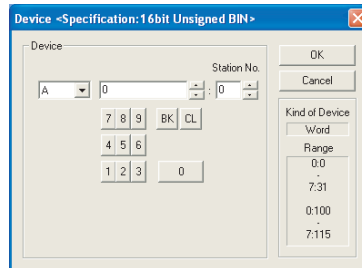 Device <Specification:16bit Unsigned BIN>
Device
Station No.
A 0 : 0
7 8 9 BK CL
4 5 6
1 2 3 0
OK
Cancel
Kind of Device
Word
Range
0:0
-
7:31
0:100
-
7:115